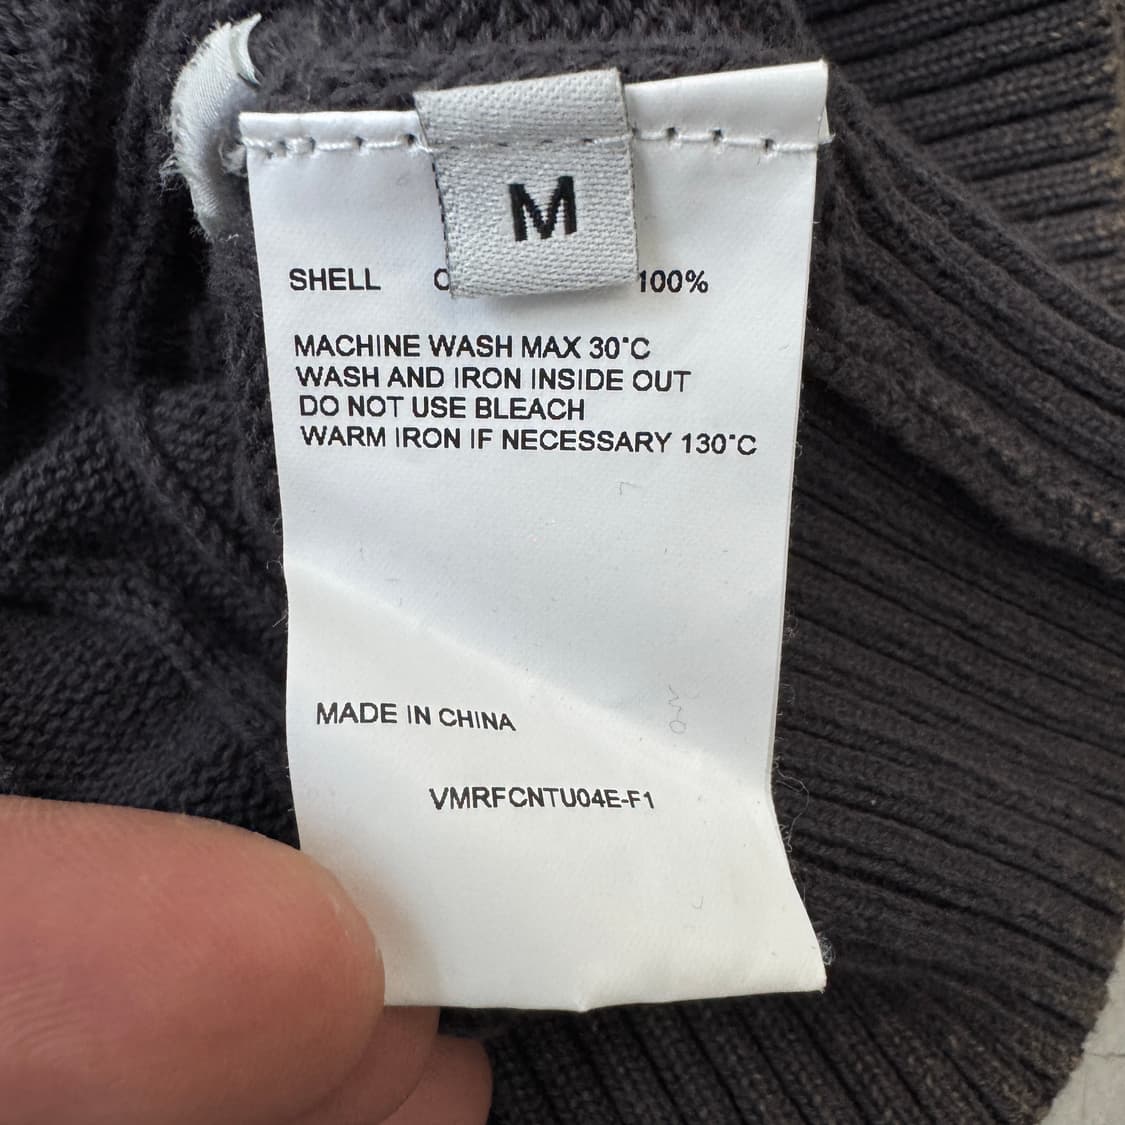 M
SHELL 100%
MACHINE WASH MAX 30°C
WASH AND IRON INSIDE OUT
DO NOT USE BLEACH
WARM IRON IF NECESSARY 130°C
MADE IN CHINA
VMRFCNTU04E-F1